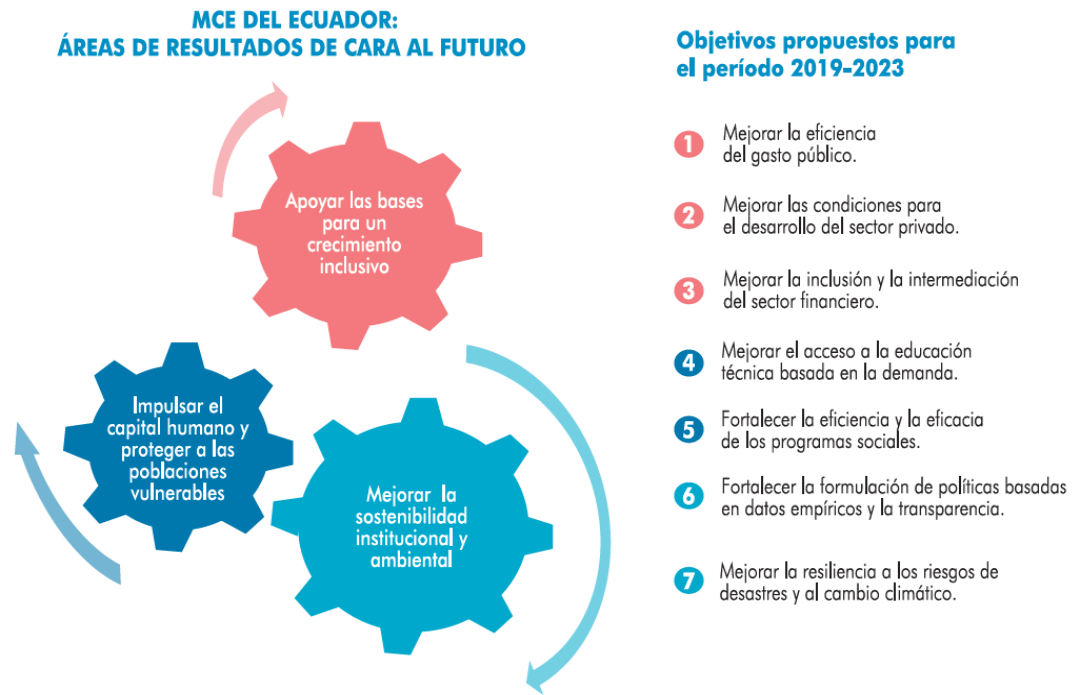 MCE DEL ECUADOR:
ÁREAS DE RESULTADOS DE CARA AL FUTURO
Apoyar las bases
para un
crecimiento
inclusivo
Impulsar el
capital humano y
proteger a las
poblaciones
vulnerables
Mejorar la
sostenibilidad
institucional y
ambiental
Objetivos propuestos para
el período 2019-2023
1 Mejorar la eficiencia
del gasto público.
2 Mejorar las condiciones para
el desarrollo del sector privado.
3 Mejorar la inclusión y la intermediación
del sector financiero.
4 Mejorar el acceso a la educación
técnica basada en la demanda.
5 Fortalecer la eficiencia y la eficacia
de los programas sociales.
6 Fortalecer la formulación de políticas basadas
en datos empíricos y la transparencia.
7 Mejorar la resiliencia a los riesgos de
desastres y al cambio climático.